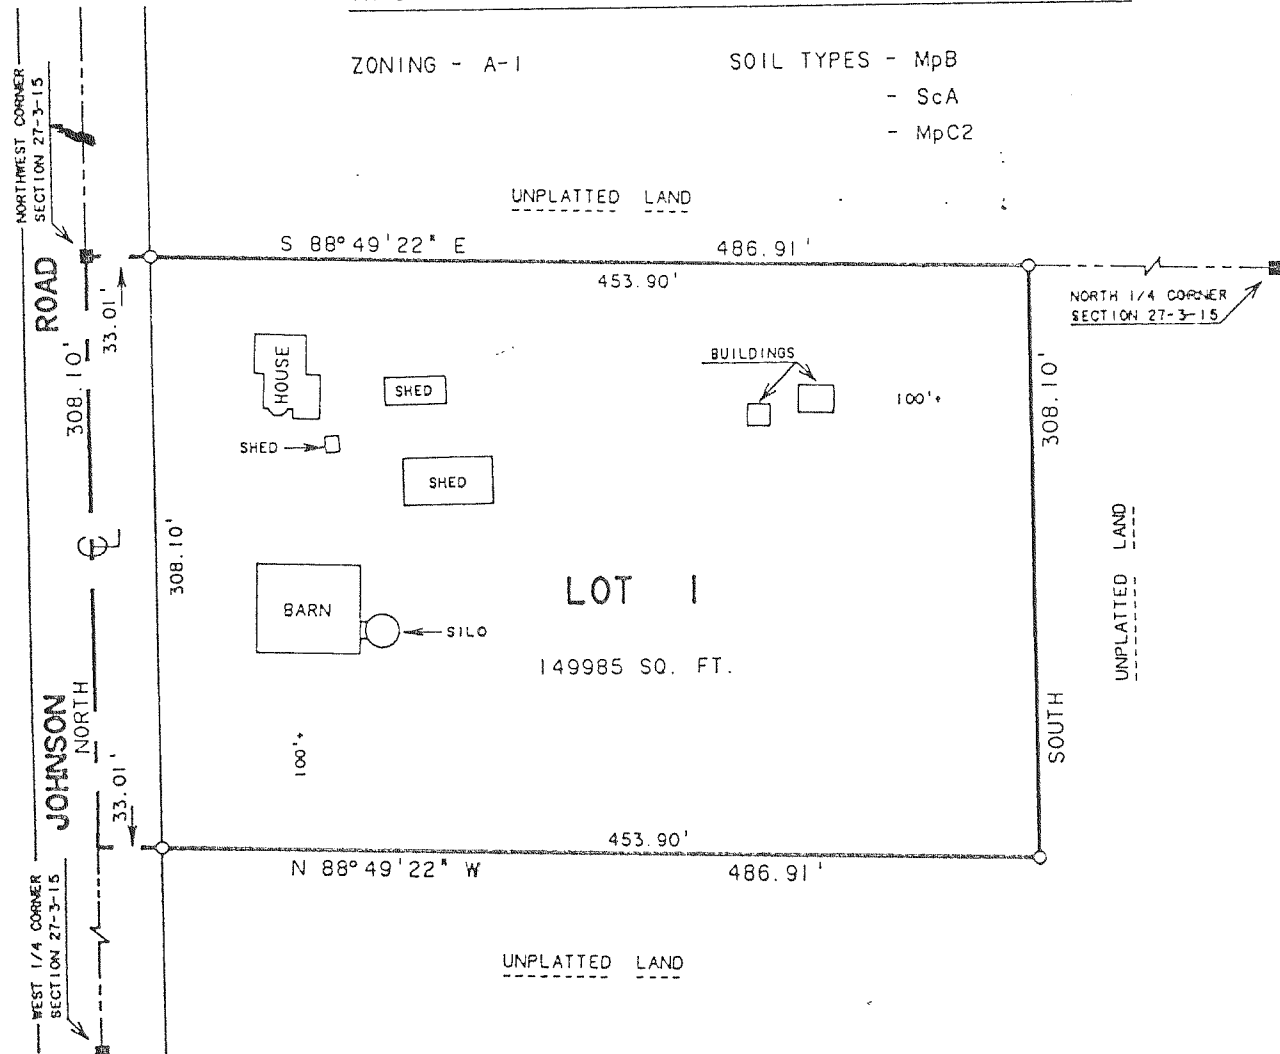 ZONING - A-1
SOIL TYPES - MpB
- ScA
- MpC2
NORTHWEST CORNER
SECTION 27-3-15
UNPLATTED LAND
S 88°49'22" E
486.91'
453.90'
NORTH 1/4 CORNER
SECTION 27-3-15
ROAD
33.01'
308.10'
HOUSE
SHED
BUILDINGS
100'+
308.10'
SHED
SHED
308.10'
UNPLATTED LAND
LOT 1
BARN
SILO
149985 SQ. FT.
JOHNSON
NORTH
SOUTH
100'+
33.01'
453.90'
N 88°49'22" W
486.91'
WEST 1/4 CORNER
SECTION 27-3-15
UNPLATTED LAND